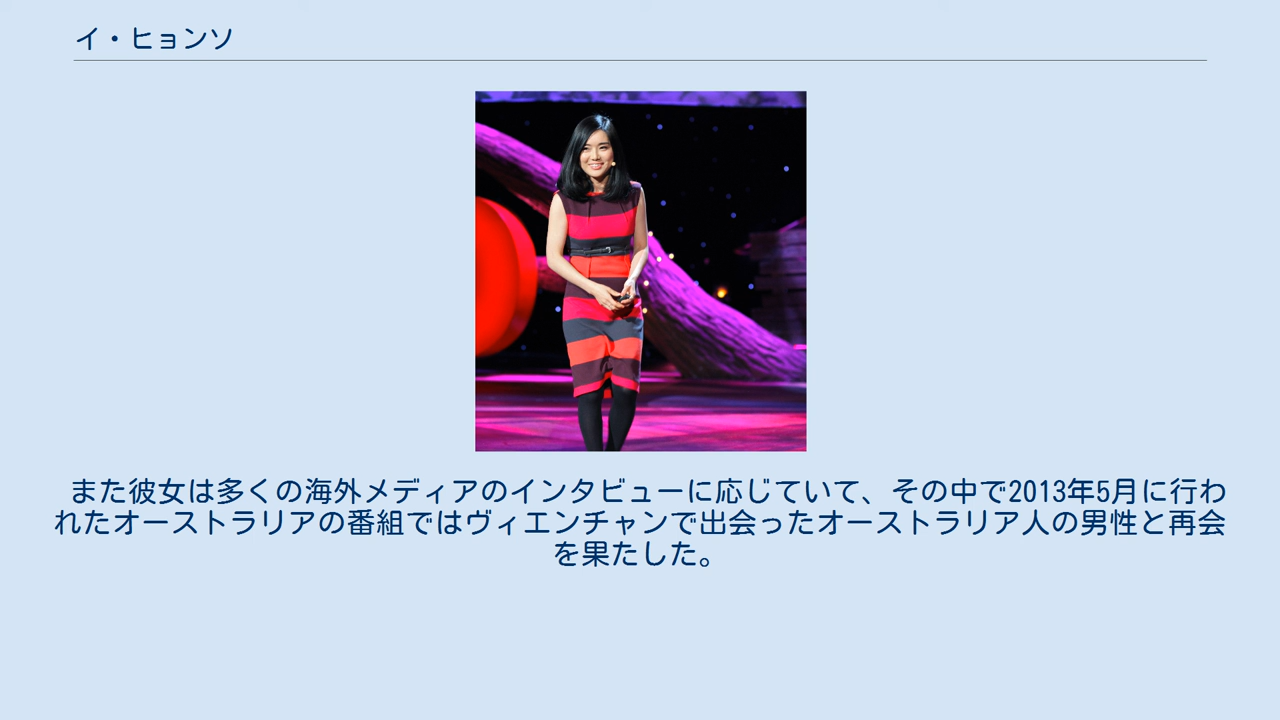 イ・ヒョンソ
また彼女は多くの海外メディアのインタビューに応じていて、その中で2013年5月に行わ
れたオーストラリアの番組ではヴィエンチャンで出会ったオーストラリア人の男性と再会
を果たした。